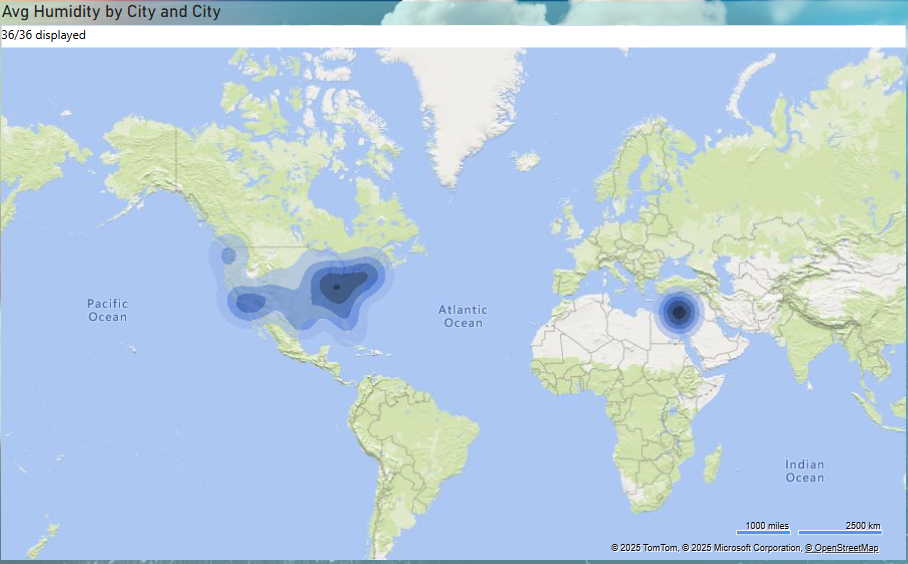 Avg Humidity by City and City
36/36 displayed
Pacific
Ocean
Atlantic
Ocean
Indian
Ocean
1000 miles
2500 km
© 2025 TomTom, © 2025 Microsoft Corporation, © OpenStreetMap